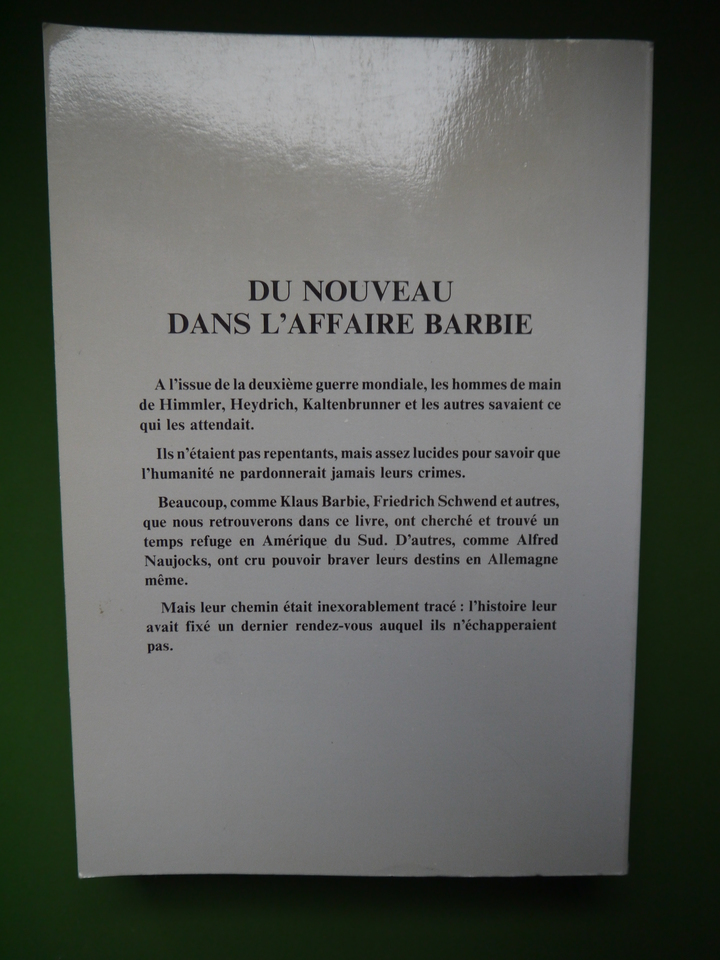 DU NOUVEAU
DANS L'AFFAIRE BARBIE
A l'issue de la deuxième guerre mondiale, les hommes de main
de Himmler, Heydrich, Kaltenbrunner et les autres savaient ce
qui les attendait.
Ils n'étaient pas repentants, mais assez lucides pour savoir que
l'humanité ne pardonnerait jamais leurs crimes.
Beaucoup, comme Klaus Barbie, Friedrich Schwend et autres,
que nous retrouverons dans ce livre, ont cherché et trouvé un
temps refuge en Amérique du Sud. D'autres, comme Alfred
Naujocks, ont cru pouvoir braver leurs destins en Allemagne
même.
Mais leur chemin était inexorablement tracé : l'histoire leur
avait fixé un dernier rendez-vous auquel ils n'échapperaient
pas.